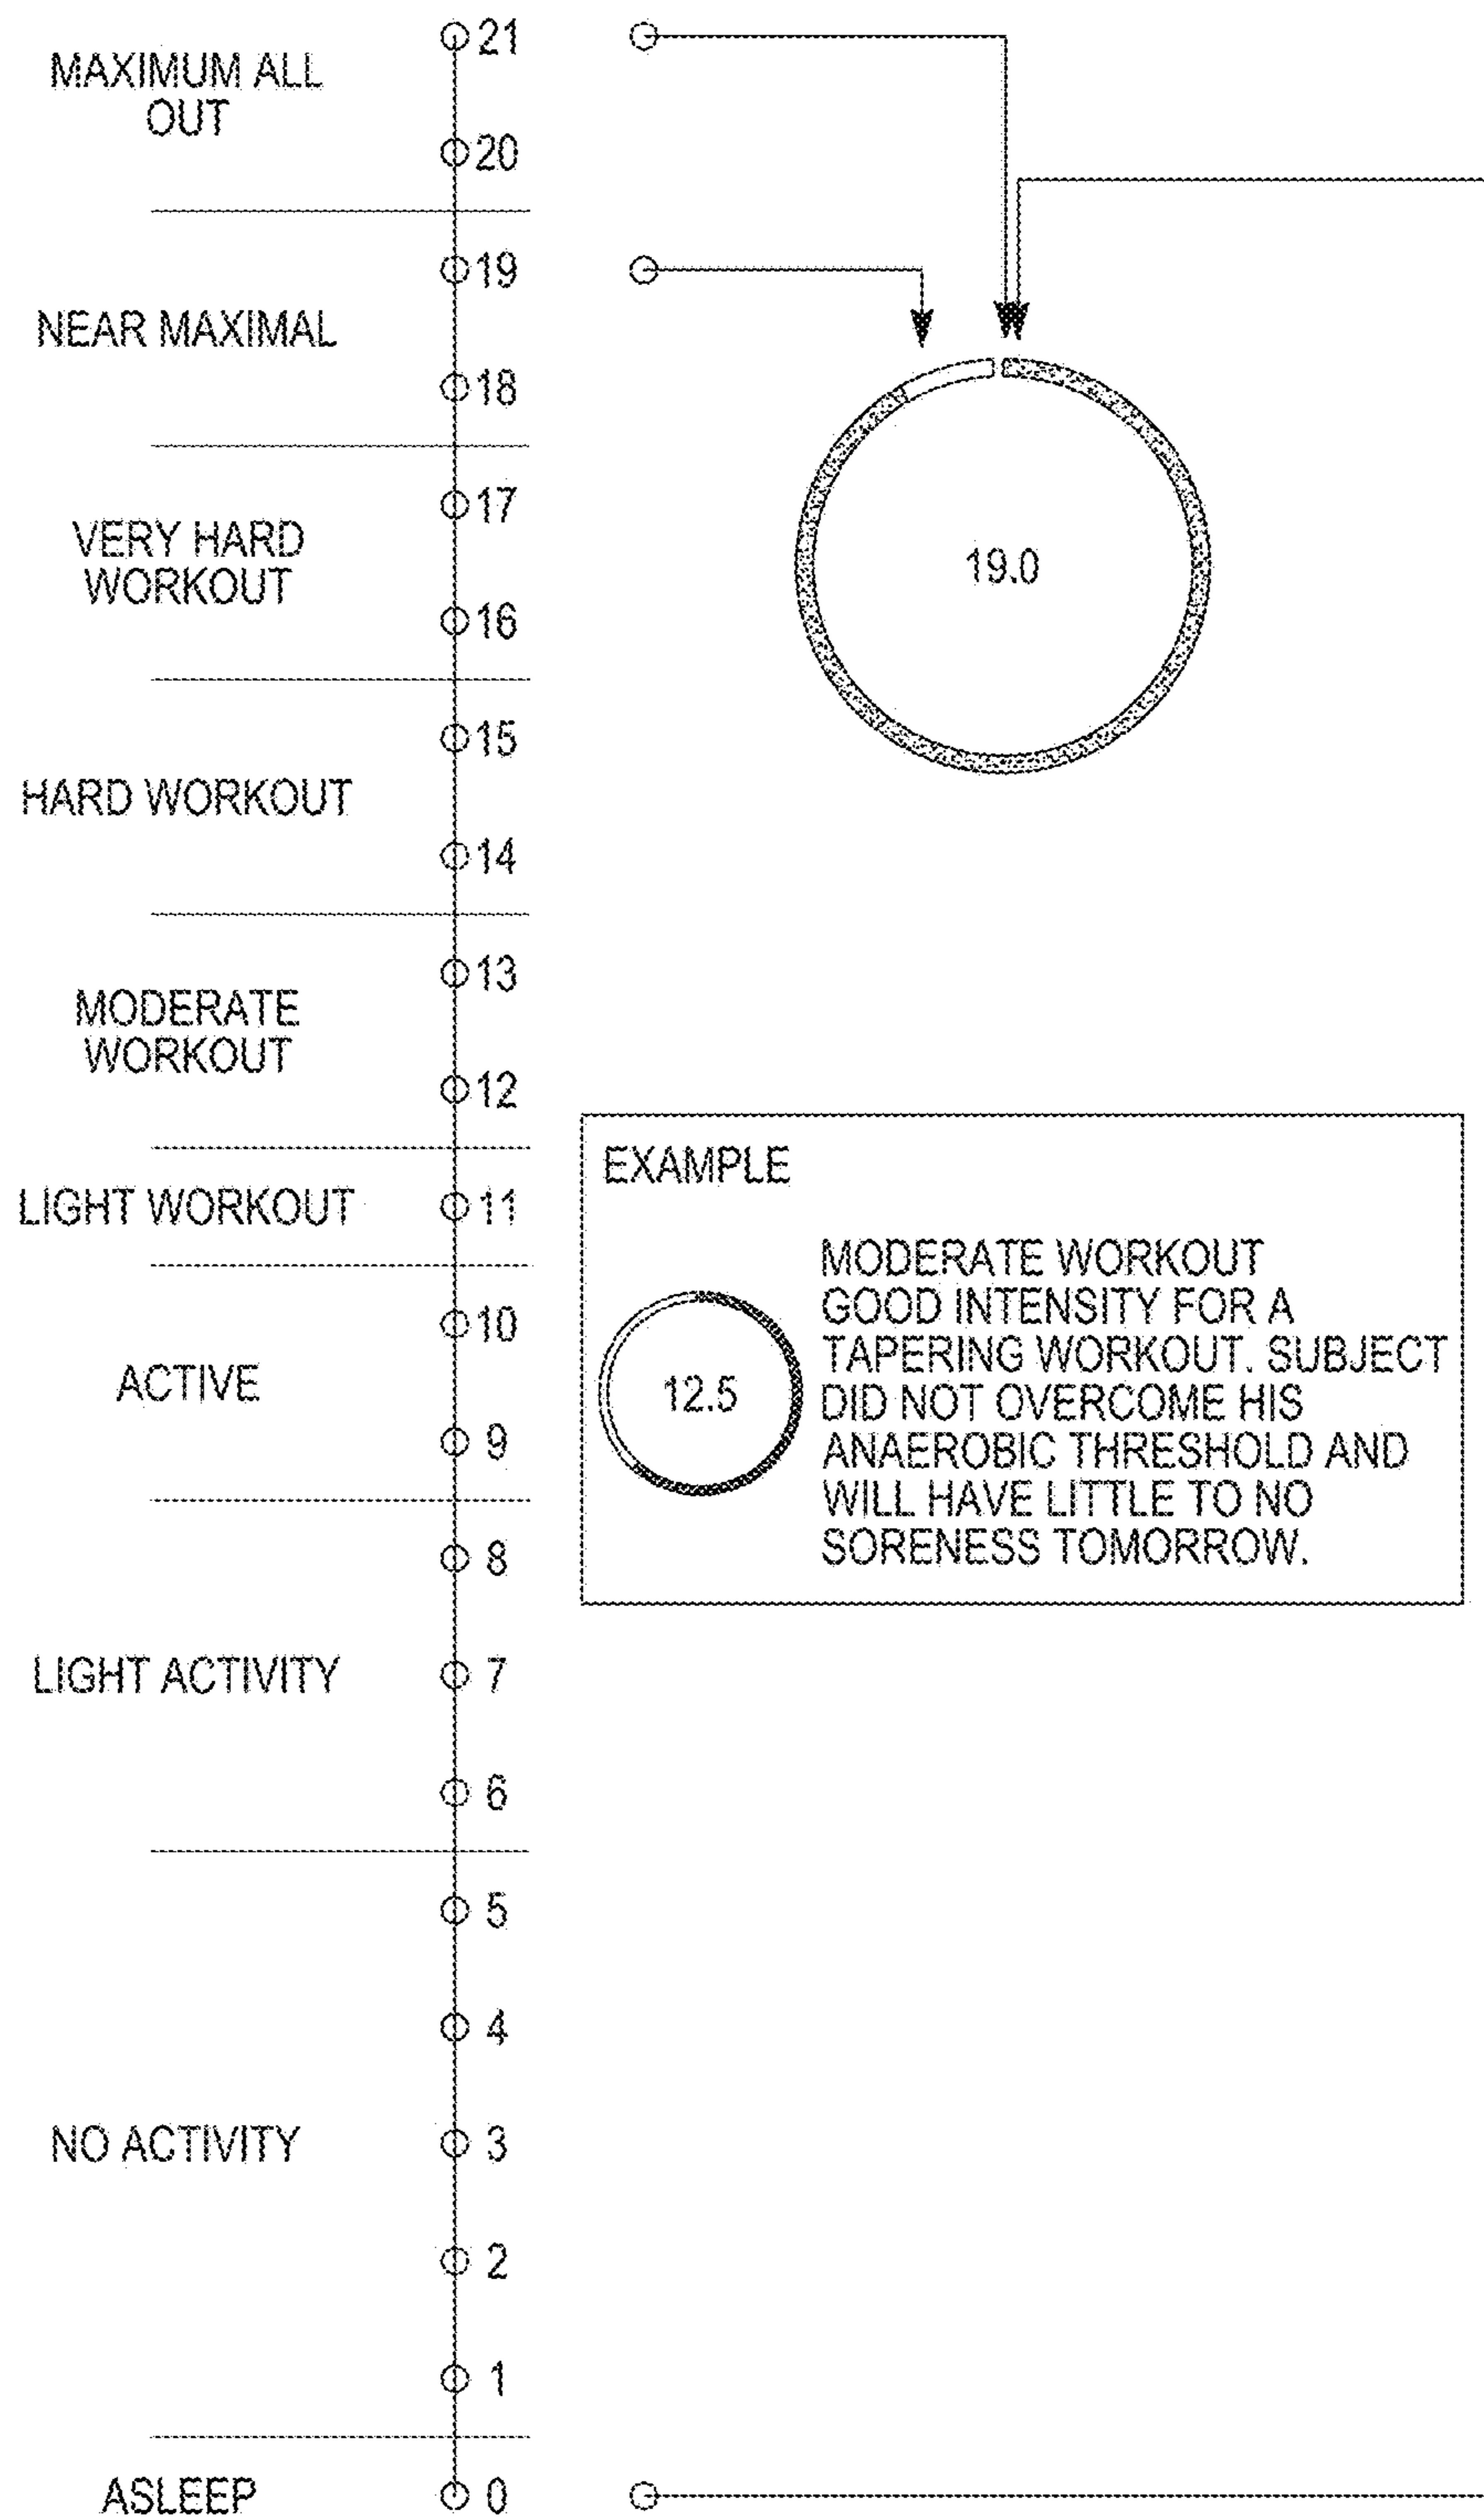 MAXIMUM ALL
OUT
21
20
NEAR MAXIMAL
19
18
VERY HARD
WORKOUT
17
16
19.0
HARD WORKOUT
15
14
MODERATE
WORKOUT
13
12
LIGHT WORKOUT
11
ACTIVE
10
9
EXAMPLE
12.5
MODERATE WORKOUT
GOOD INTENSITY FOR A
TAPERING WORKOUT. SUBJECT
DID NOT OVERCOME HIS
ANAEROBIC THRESHOLD AND
WILL HAVE LITTLE TO NO
SORENESS TOMORROW.
LIGHT ACTIVITY
8
7
6
NO ACTIVITY
5
4
3
2
1
ASLEEP
0